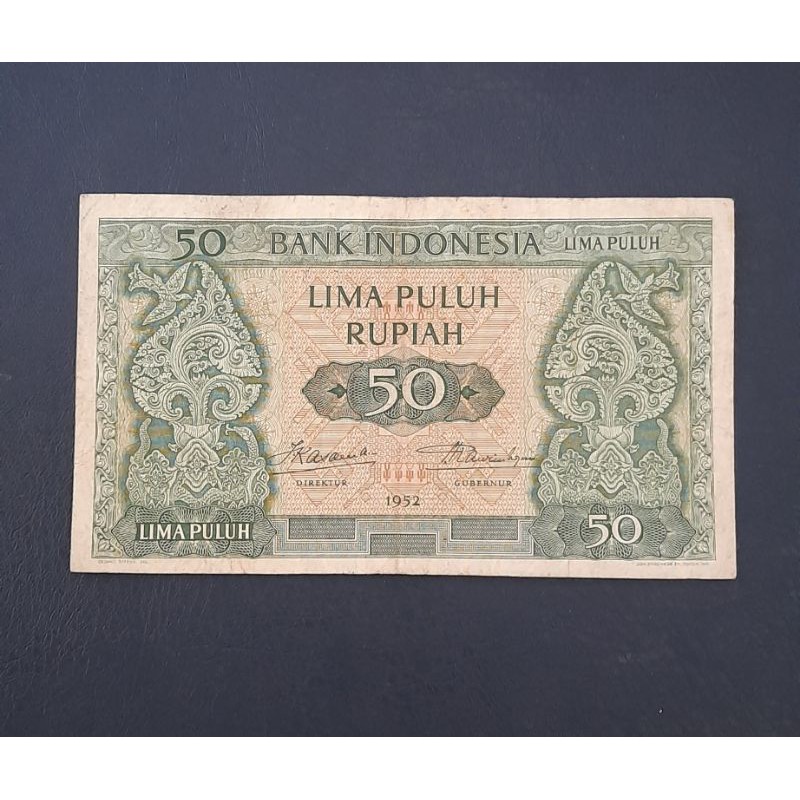 50 BANK INDONESIA LIMA PULUH
LIMA PULUH
RUPIAH
50
DIREKTUR GUBERNUR
1952
LIMA PULUH 50